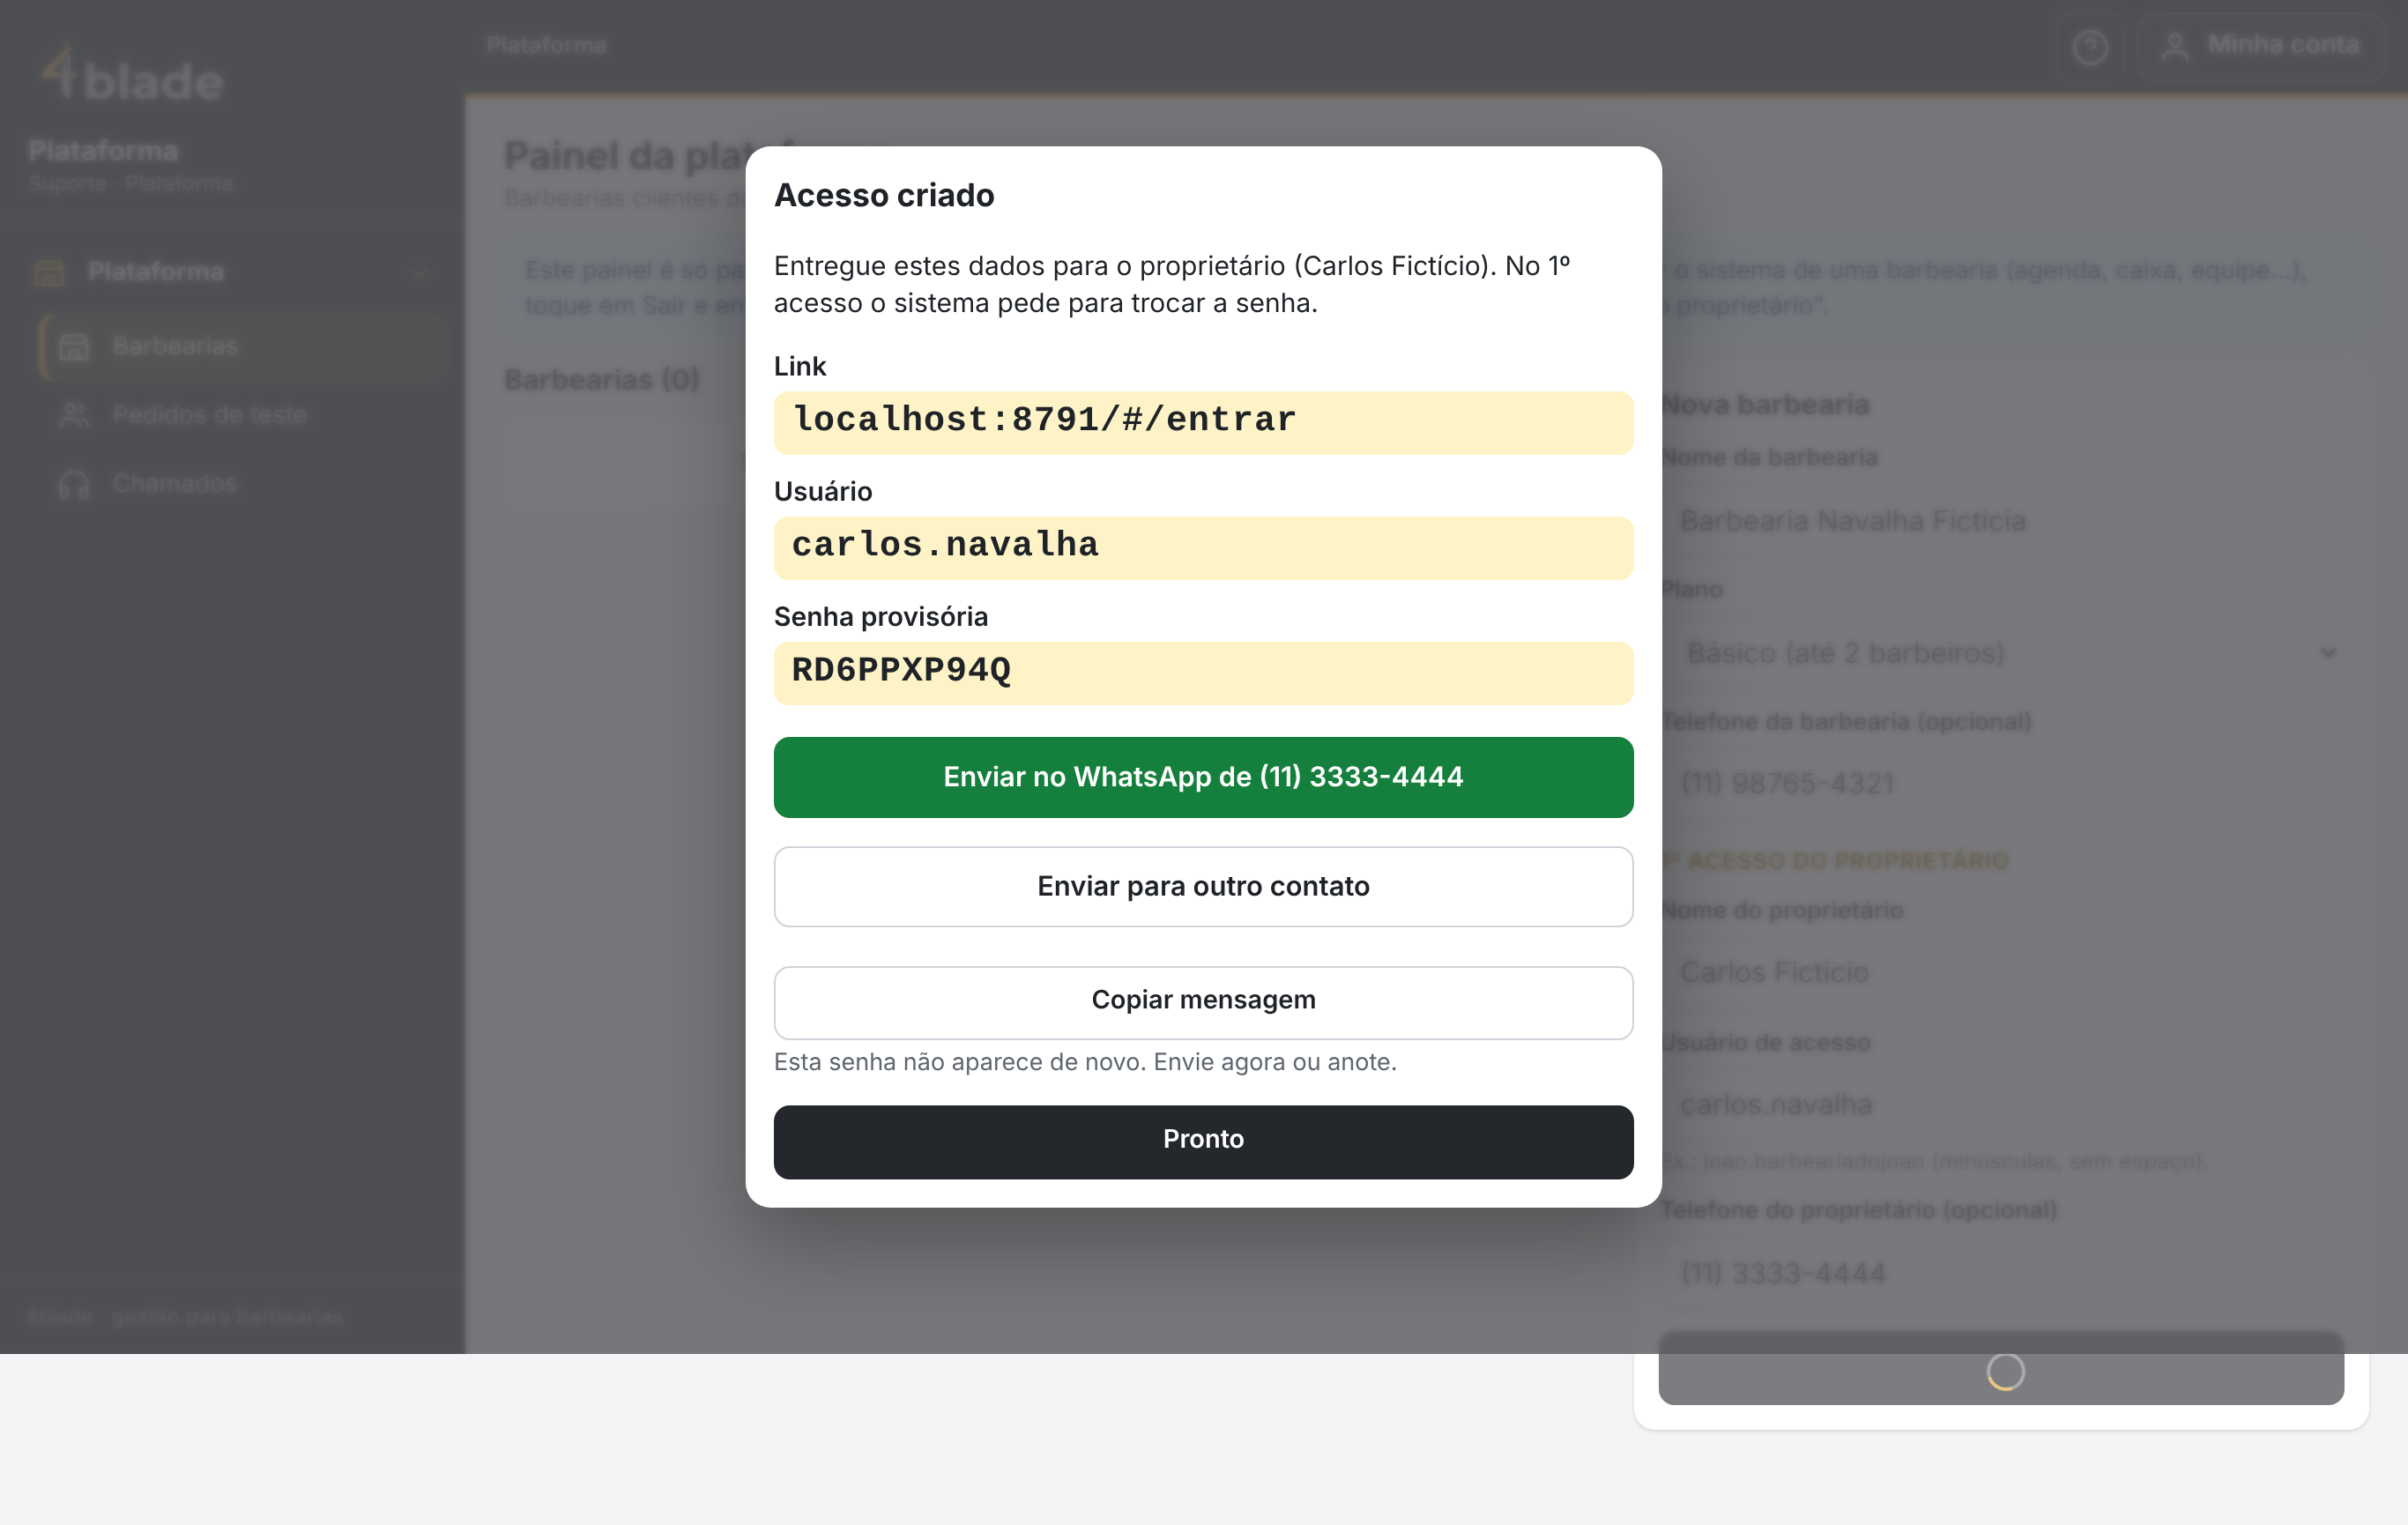 4blade
Plataforma
Suporte · Plataforma
Plataforma
Barbearias
Pedidos de teste
Chamados
4blade · gestão para barbearias
Plataforma
Minha conta
Painel da plat
Barbearias clientes d
Este painel é só pa
toque em Sair e en
o sistema de uma barbearia (agenda, caixa, equipe...),
proprietário".
Barbearias (0)
Acesso criado
Entregue estes dados para o proprietário (Carlos Fictício). No 1º
acesso o sistema pede para trocar a senha.
Link
localhost:8791/#/entrar
Usuário
carlos.navalha
Senha provisória
RD6PPXP94Q
Enviar no WhatsApp de (11) 3333-4444
Enviar para outro contato
Copiar mensagem
Esta senha não aparece de novo. Envie agora ou anote.
Pronto
Nova barbearia
Nome da barbearia
Barbearia Navalha Fictícia
Plano
Básico (até 2 barbeiros)
Telefone da barbearia (opcional)
(11) 98765-4321
1º ACESSO DO PROPRIETÁRIO
Nome do proprietário
Carlos Fictício
Usuário de acesso
carlos.navalha
Ex.: joao.barbeariadojoao (minúsculas, sem espaço).
Telefone do proprietário (opcional)
(11) 3333-4444